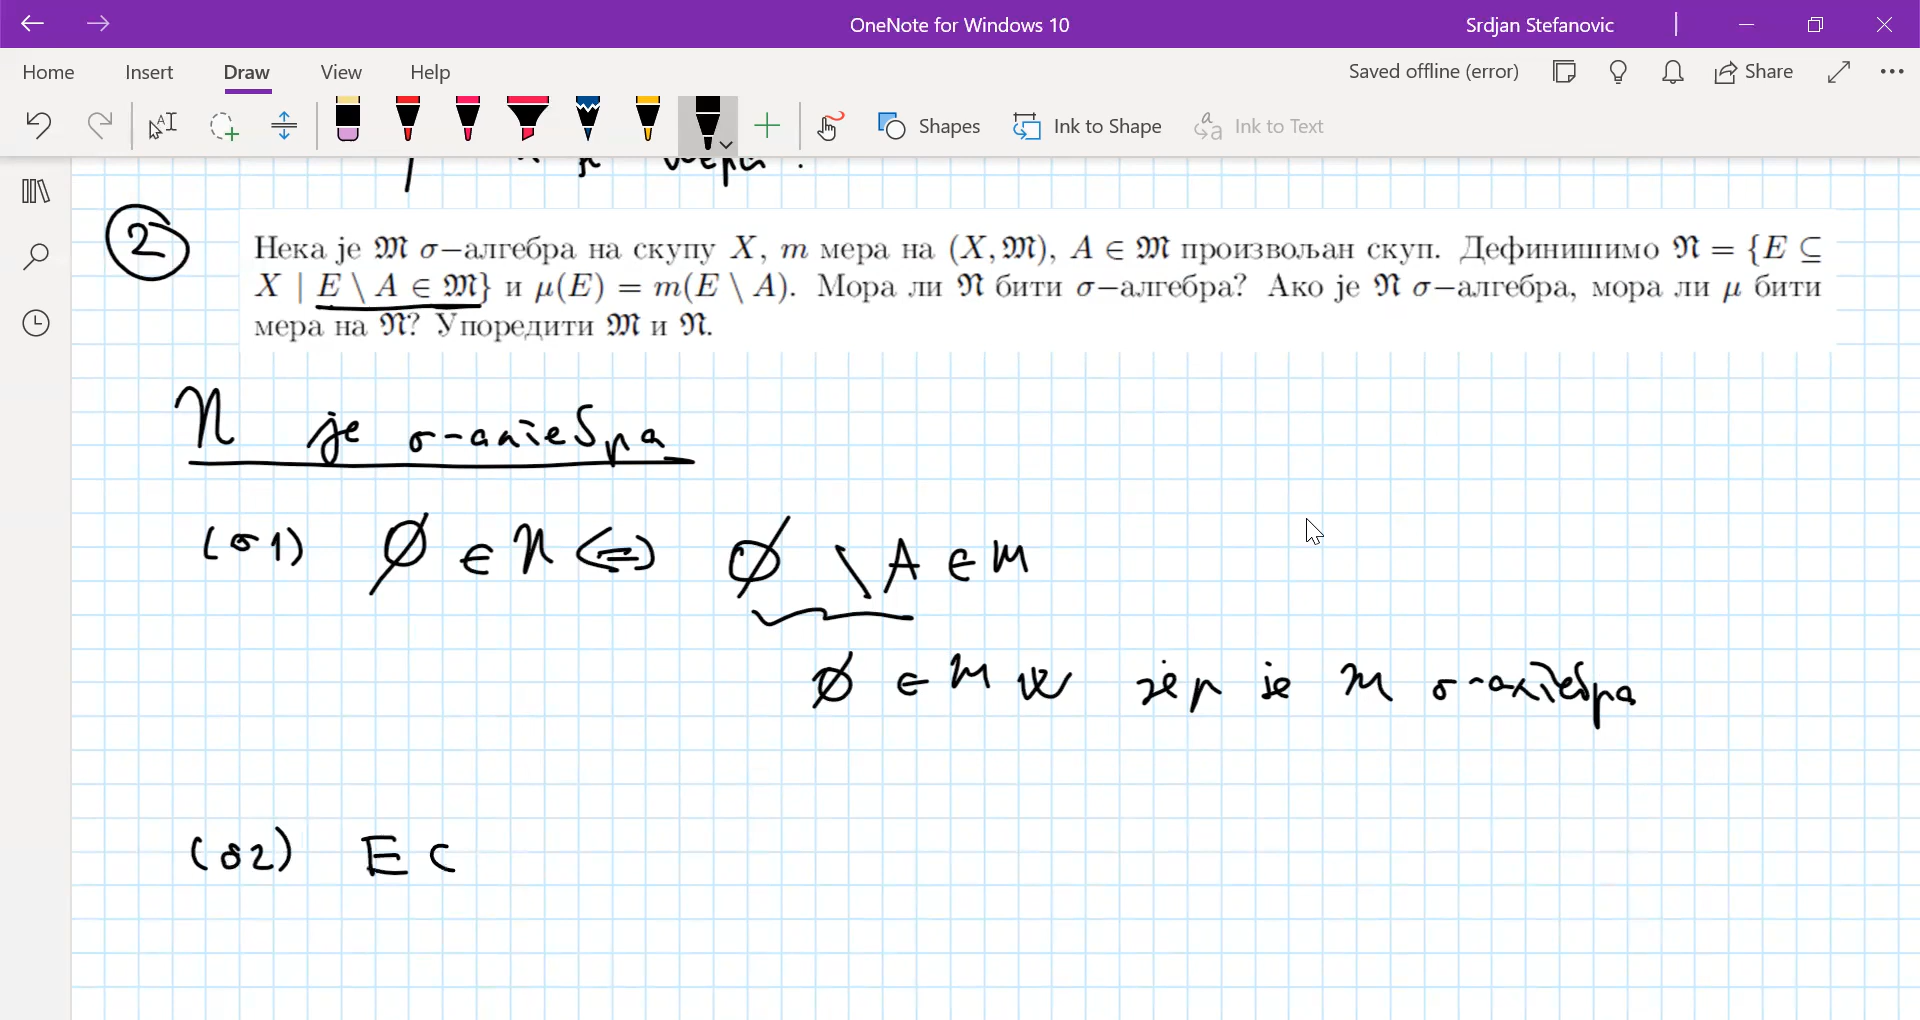 OneNote for Windows 10
Srdjan Stefanovic
Home Insert Draw View Help
Saved offline (error) Share
Shapes Ink to Shape Ink to Text
2
Нека је 𝔐 σ−алгебра на скупу X, m мера на (X, 𝔐), A ∈ 𝔐 произвољан скуп. Дефинишимо 𝔑 = {E ⊆
X | E \ A ∈ 𝔐} и μ(E) = m(E \ A). Мора ли 𝔑 бити σ−алгебра? Ако је 𝔑 σ−алгебра, мора ли μ бити
мера на 𝔑? Упоредити 𝔐 и 𝔑.
N је σ-алгебра
(σ1) ∅ ∈ N ⇔ ∅ \ A ∈ M
∅ ∈ M јер је M σ-алгебра
(σ2) E ⊂